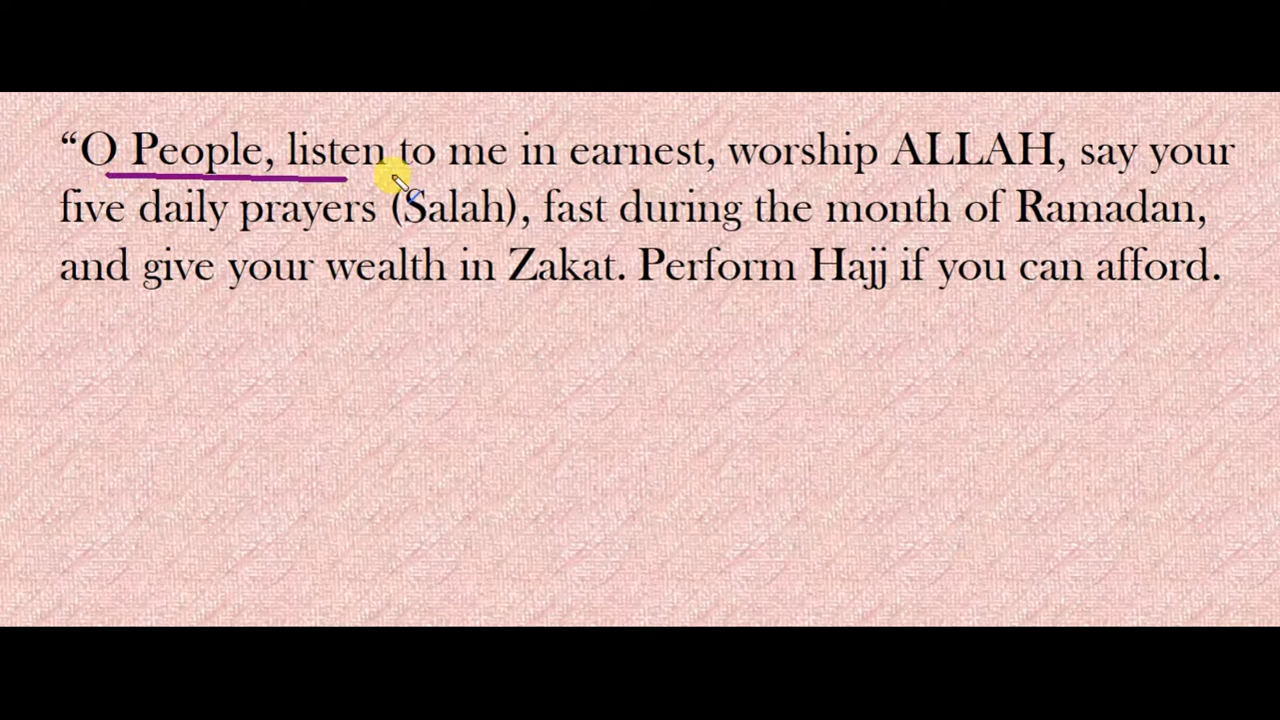 “O People, listen to me in earnest, worship ALLAH, say your
five daily prayers (Salah), fast during the month of Ramadan,
and give your wealth in Zakat. Perform Hajj if you can afford.